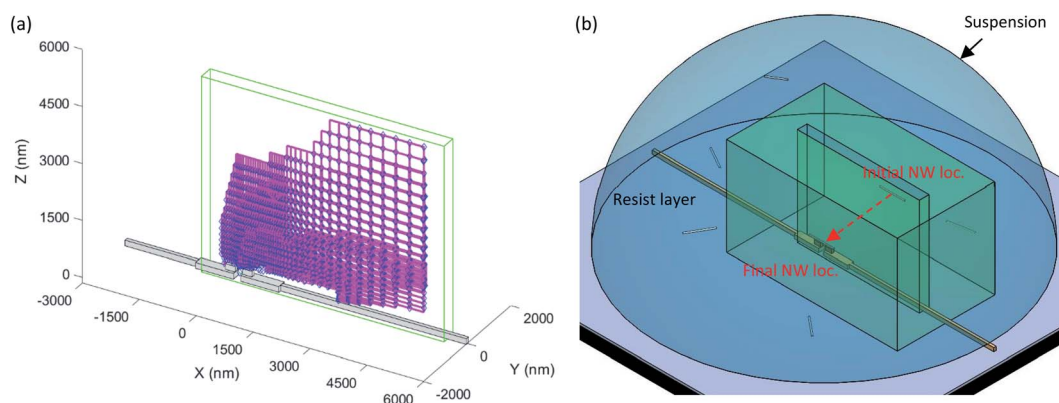 (a)
6000
4500
3000
1500
0
Z (nm)
-3000
-1500
0
1500
3000
4500
6000
X (nm)
2000
0
-2000
Y (nm)
(b)
Suspension
Initial NW loc.
Resist layer
Final NW loc.